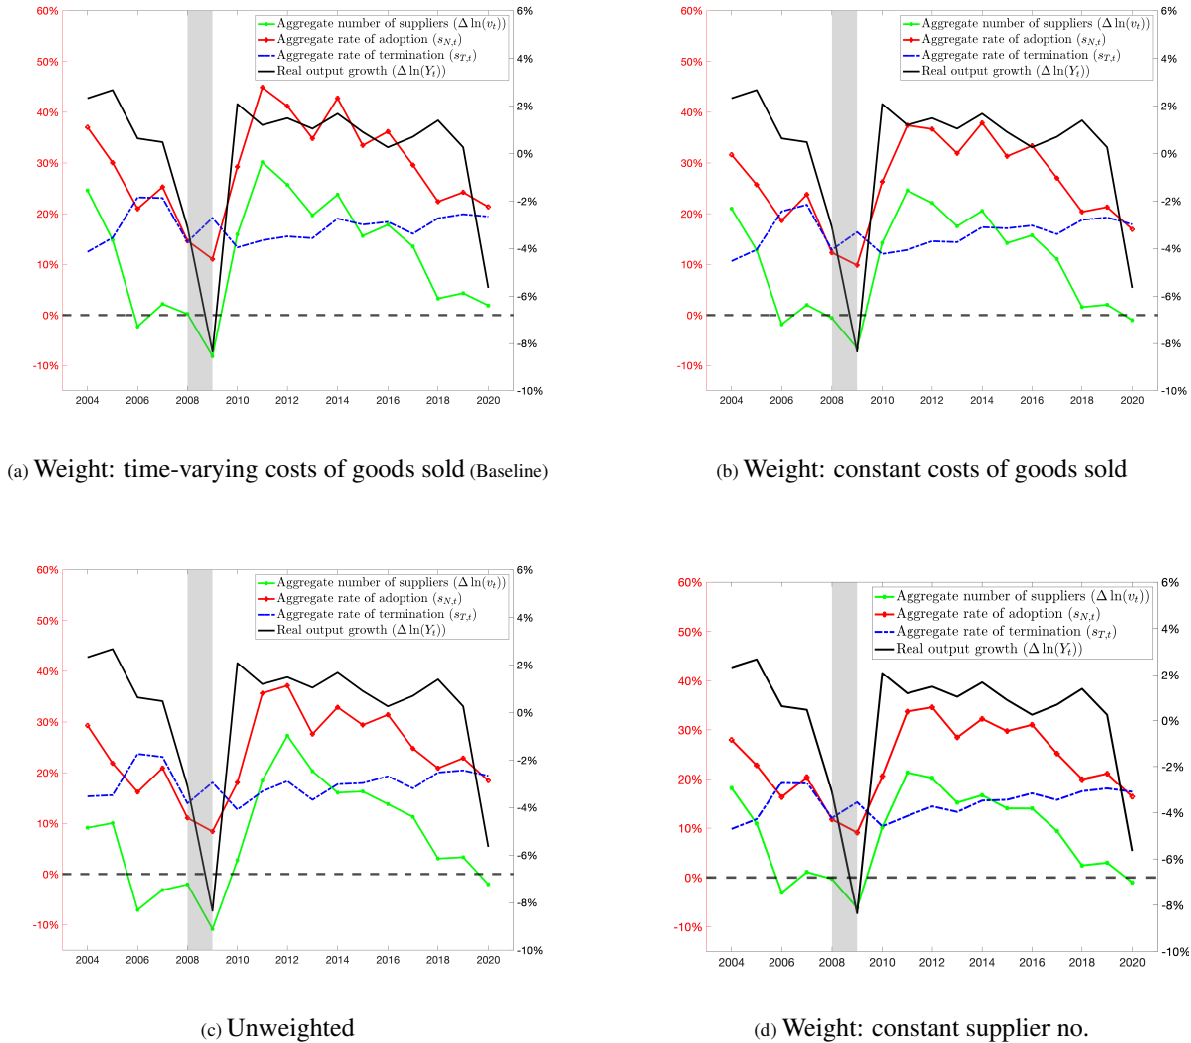 60%
50%
40%
30%
20%
10%
0%
-10%
6%
4%
2%
0%
-2%
-4%
-6%
-8%
-10%
Aggregate number of suppliers (Δ ln(v_t))
Aggregate rate of adoption (s_{N,t})
Aggregate rate of termination (s_{T,t})
Real output growth (Δ ln(Y_t))
2004 2006 2008 2010 2012 2014 2016 2018 2020
(a) Weight: time-varying costs of goods sold (Baseline)
60%
50%
40%
30%
20%
10%
0%
-10%
6%
4%
2%
0%
-2%
-4%
-6%
-8%
-10%
Aggregate number of suppliers (Δ ln(v_t))
Aggregate rate of adoption (s_{N,t})
Aggregate rate of termination (s_{T,t})
Real output growth (Δ ln(Y_t))
2004 2006 2008 2010 2012 2014 2016 2018 2020
(b) Weight: constant costs of goods sold
60%
50%
40%
30%
20%
10%
0%
-10%
6%
4%
2%
0%
-2%
-4%
-6%
-8%
-10%
Aggregate number of suppliers (Δ ln(v_t))
Aggregate rate of adoption (s_{N,t})
Aggregate rate of termination (s_{T,t})
Real output growth (Δ ln(Y_t))
2004 2006 2008 2010 2012 2014 2016 2018 2020
(c) Unweighted
60%
50%
40%
30%
20%
10%
0%
-10%
6%
4%
2%
0%
-2%
-4%
-6%
-8%
-10%
Aggregate number of suppliers (Δ ln(v_t))
Aggregate rate of adoption (s_{N,t})
Aggregate rate of termination (s_{T,t})
Real output growth (Δ ln(Y_t))
2004 2006 2008 2010 2012 2014 2016 2018 2020
(d) Weight: constant supplier no.